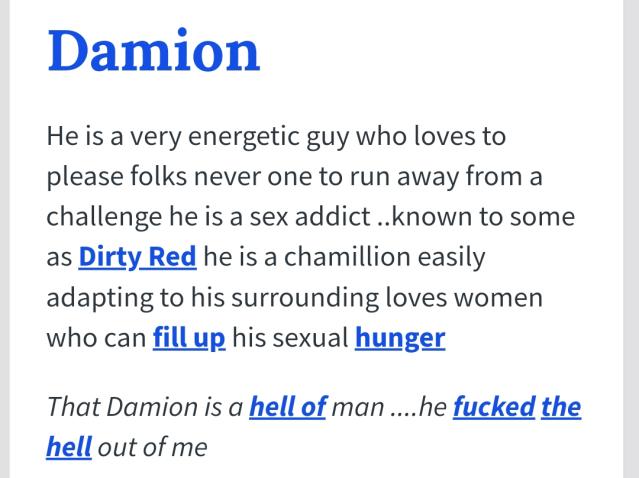 Damion
He is a very energetic guy who loves to
please folks never one to run away from a
challenge he is a sex addict ..known to some
as Dirty Red he is a chamillion easily
adapting to his surrounding loves women
who can fill up his sexual hunger
That Damion is a hell of man ....he fucked the
hell out of me